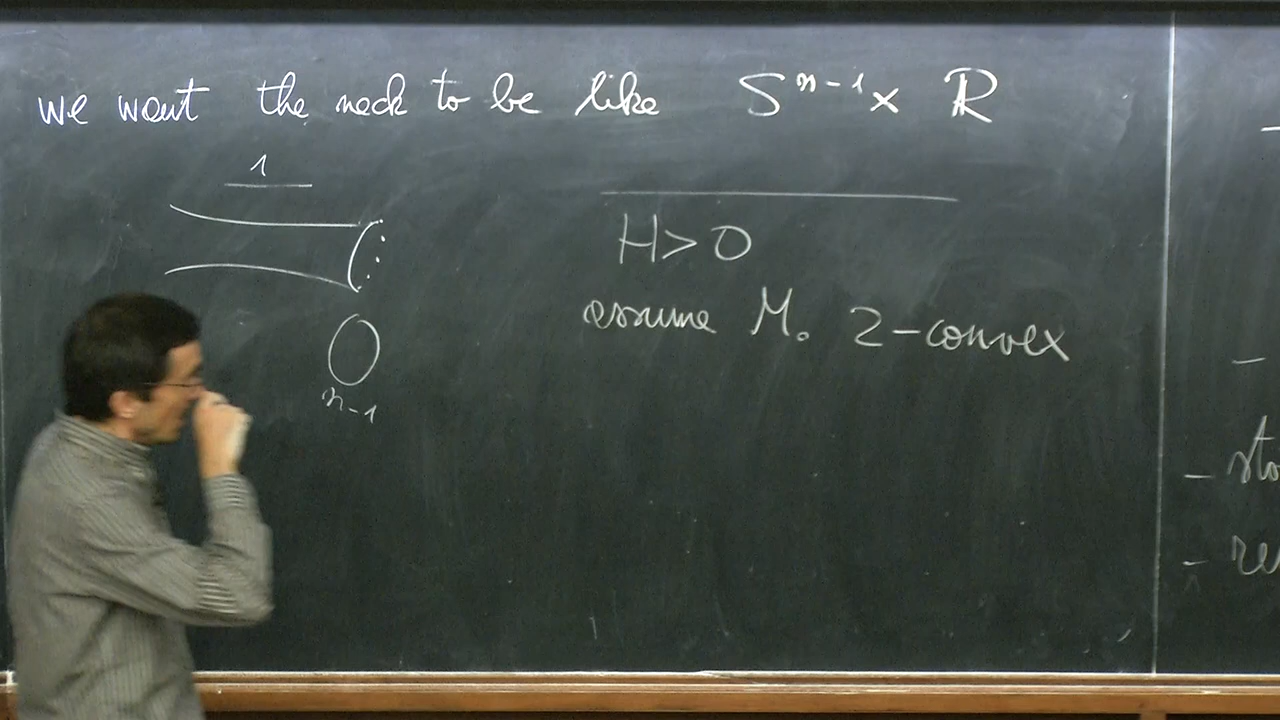 we want the neck to be like S^{n-1} × ℝ
1
H > 0
assume M₀ 2-convex
n-1